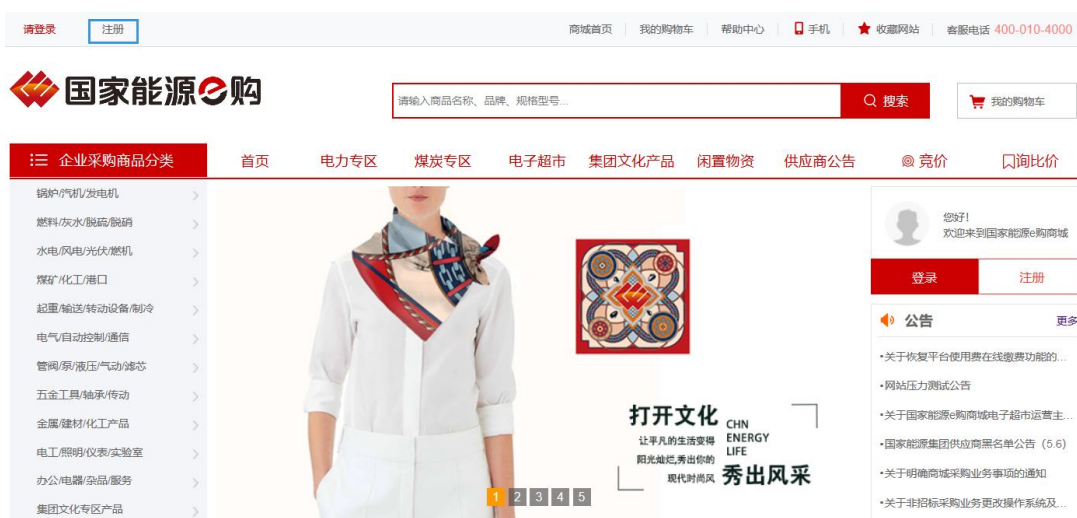 请登录 注册 商城首页 我的购物车 帮助中心 手机 收藏网站 客服电话 400-010-4000
国家能源e购
请输入商品名称、品牌、规格型号... 搜索 我的购物车
企业采购商品分类 首页 电力专区 煤炭专区 电子超市 集团文化产品 闲置物资 供应商公告 竞价 询比价
锅炉/汽机/发电机
燃料/灰水/脱硫/脱硝
水电/风电/光伏/燃机
煤矿/化工/港口
起重/输送/转动设备/制冷
电气/自动控制/通信
管阀/泵/液压/气动/滤芯
五金工具/轴承/传动
金属/建材/化工产品
电工/照明/仪表/实验室
办公/电器/杂品/服务
集团文化专区产品
打开文化
让平凡的生活变得
阳光灿烂,秀出你的
现代时尚风
CHN
ENERGY
LIFE
秀出风采
1 2 3 4 5
您好!
欢迎来到国家能源e购商城
登录 注册
公告 更多
•关于恢复平台使用费在线缴费功能的...
•网站压力测试公告
•关于国家能源e购商城电子超市运营主...
•国家能源集团供应商黑名单公告（5.6）
•关于明确商城采购业务事项的通知
•关于非招标采购业务更改操作系统及...